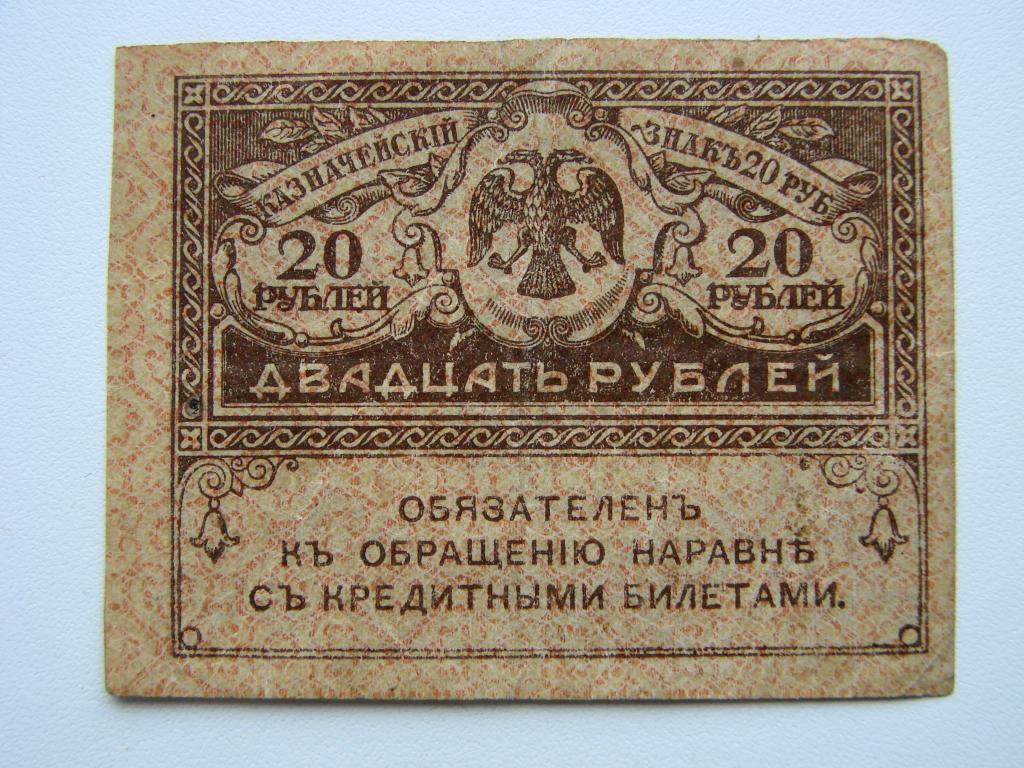 КАЗНАЧЕЙСКІЙ ЗНАКЪ 20 РУБ
20 20
РУБЛЕЙ РУБЛЕЙ
ДВАДЦАТЬ РУБЛЕЙ
ОБЯЗАТЕЛЕНЪ
КЪ ОБРАЩЕНІЮ НАРАВНѢ
СЪ КРЕДИТНЫМИ БИЛЕТАМИ.